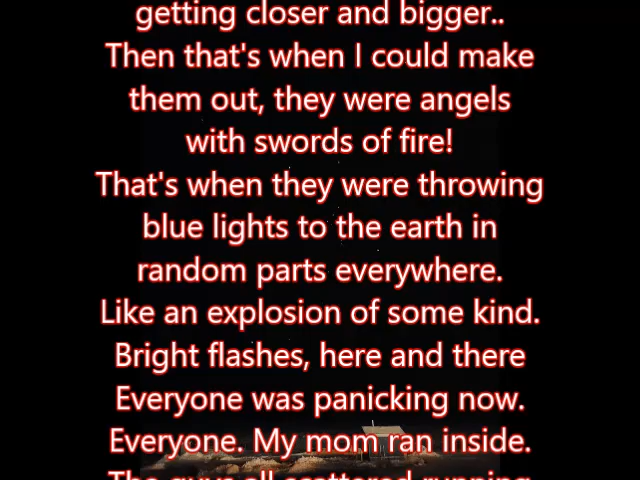 getting closer and bigger..
Then that's when I could make
them out, they were angels
with swords of fire!
That's when they were throwing
blue lights to the earth in
random parts everywhere.
Like an explosion of some kind.
Bright flashes, here and there
Everyone was panicking now.
Everyone. My mom ran inside.
The guys all scattered running